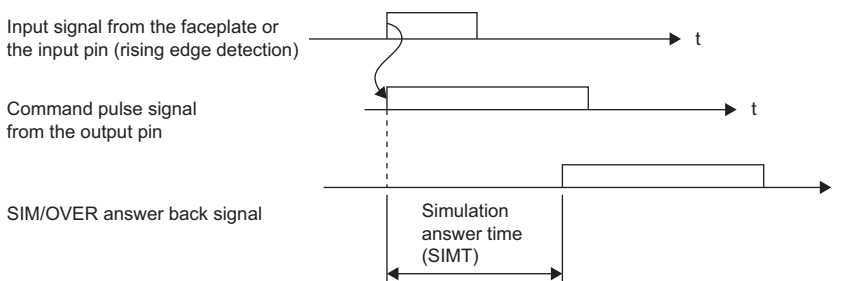 Input signal from the faceplate or
the input pin (rising edge detection)
t
Command pulse signal
from the output pin
t
SIM/OVER answer back signal
Simulation
answer time
(SIMT)